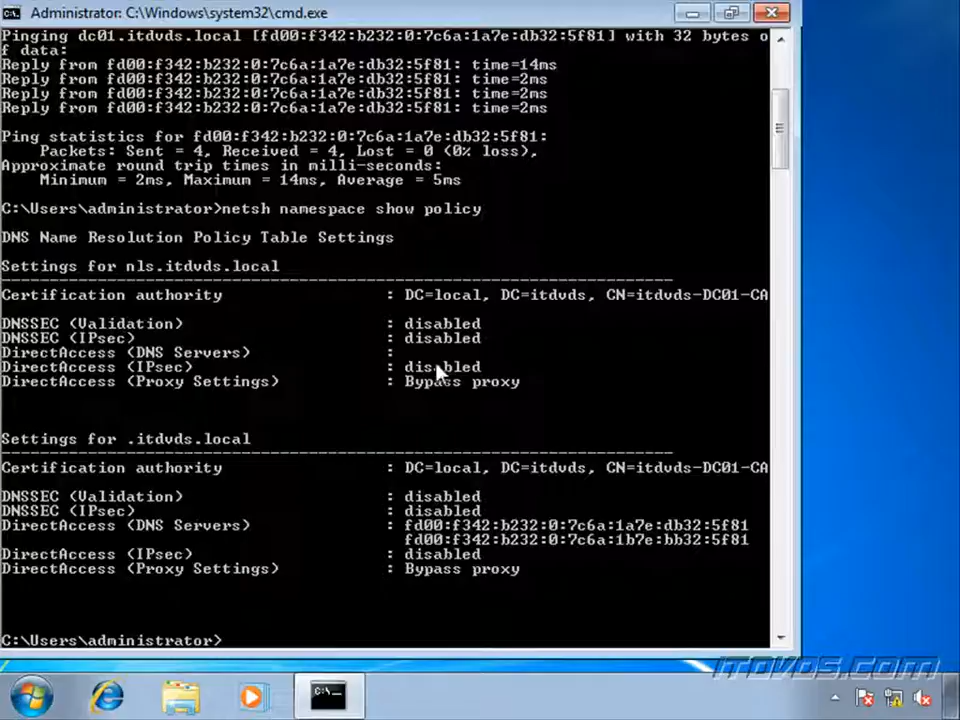 Administrator: C:\Windows\system32\cmd.exe
Pinging dc01.itdvds.local [fd00:f342:b232:0:7c6a:1a7e:db32:5f81] with 32 bytes o
f data:
Reply from fd00:f342:b232:0:7c6a:1a7e:db32:5f81: time=14ms
Reply from fd00:f342:b232:0:7c6a:1a7e:db32:5f81: time=2ms
Reply from fd00:f342:b232:0:7c6a:1a7e:db32:5f81: time=2ms
Reply from fd00:f342:b232:0:7c6a:1a7e:db32:5f81: time=2ms
Ping statistics for fd00:f342:b232:0:7c6a:1a7e:db32:5f81:
Packets: Sent = 4, Received = 4, Lost = 0 (0% loss),
Approximate round trip times in milli-seconds:
Minimum = 2ms, Maximum = 14ms, Average = 5ms
C:\Users\administrator>netsh namespace show policy
DNS Name Resolution Policy Table Settings
Settings for nls.itdvds.local
Certification authority : DC=local, DC=itdvds, CN=itdvds-DC01-CA
DNSSEC (Validation) : disabled
DNSSEC (IPsec) : disabled
DirectAccess (DNS Servers) :
DirectAccess (IPsec) : disabled
DirectAccess (Proxy Settings) : Bypass proxy
Settings for .itdvds.local
Certification authority : DC=local, DC=itdvds, CN=itdvds-DC01-CA
DNSSEC (Validation) : disabled
DNSSEC (IPsec) : disabled
DirectAccess (DNS Servers) : fd00:f342:b232:0:7c6a:1a7e:db32:5f81
fd00:f342:b232:0:7c6a:1b7e:bb32:5f81
DirectAccess (IPsec) : disabled
DirectAccess (Proxy Settings) : Bypass proxy
C:\Users\administrator>
ITDVDS.COM